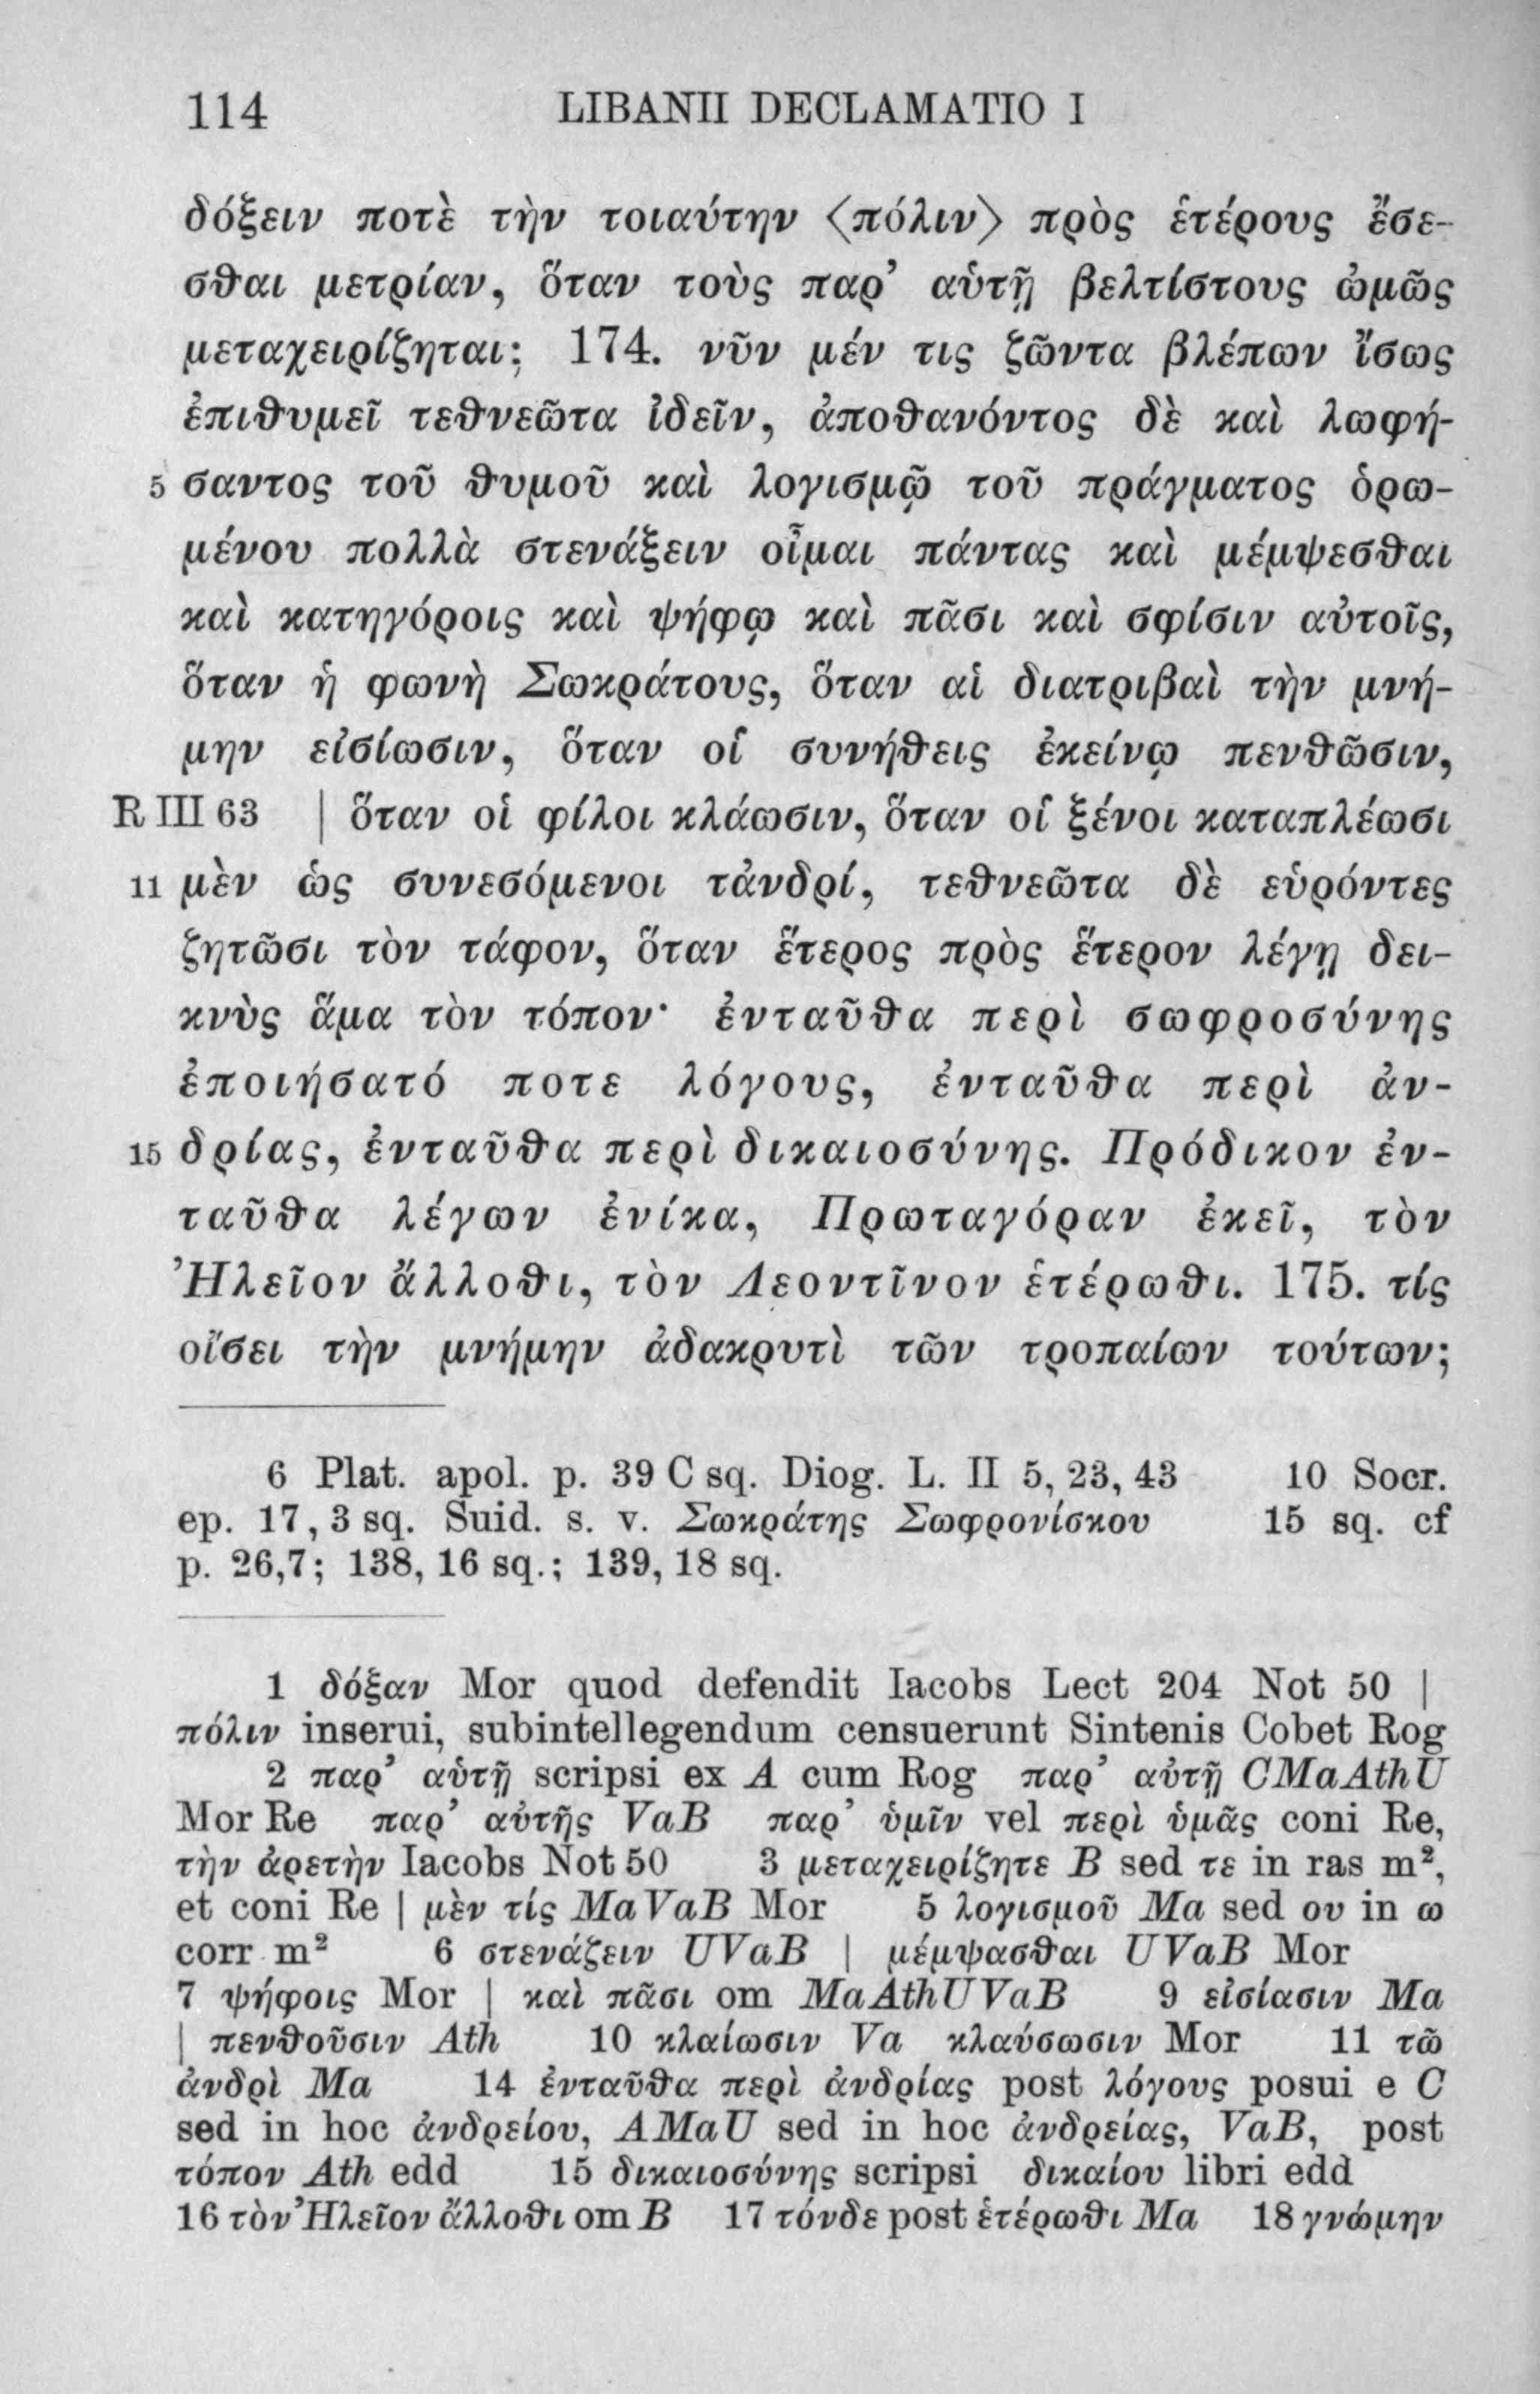 114 LIBANII DECLAMATIO I
δόξειν ποτὲ τὴν τοιαύτην ⟨πόλιν⟩ πρὸς ἑτέρους ἔσε-
σθαι μετρίαν, ὅταν τοὺς παρ’ αὑτῇ βελτίστους ὠμῶς
μεταχειρίζηται; 174. νῦν μέν τις ζῶντα βλέπων ἴσως
ἐπιθυμεῖ τεθνεῶτα ἰδεῖν, ἀποθανόντος δὲ καὶ λωφή-
5 σαντος τοῦ θυμοῦ καὶ λογισμῷ τοῦ πράγματος ὁρω-
μένου πολλὰ στενάξειν οἶμαι πάντας καὶ μέμψεσθαι
καὶ κατηγόροις καὶ ψήφῳ καὶ πᾶσι καὶ σφίσιν αὐτοῖς,
ὅταν ἡ φωνὴ Σωκράτους, ὅταν αἱ διατριβαὶ τὴν μνή-
μην εἰσίωσιν, ὅταν οἱ συνήθεις ἐκείνῳ πενθῶσιν,
R III 63 | ὅταν οἱ φίλοι κλάωσιν, ὅταν οἱ ξένοι καταπλέωσι
11 μὲν ὡς συνεσόμενοι τἀνδρί, τεθνεῶτα δὲ εὑρόντες
ζητῶσι τὸν τάφον, ὅταν ἕτερος πρὸς ἕτερον λέγῃ δει-
κνὺς ἅμα τὸν τόπον· ἐνταῦθα περὶ σωφροσύνης
ἐποιήσατό ποτε λόγους, ἐνταῦθα περὶ ἀν-
15 δρίας, ἐνταῦθα περὶ δικαιοσύνης. Πρόδικον ἐν-
ταῦθα λέγων ἐνίκα, Πρωταγόραν ἐκεῖ, τὸν
Ἠλεῖον ἄλλοθι, τὸν Λεοντῖνον ἑτέρωθι. 175. τίς
οἴσει τὴν μνήμην ἀδακρυτὶ τῶν τροπαίων τούτων;
6 Plat. apol. p. 39 C sq. Diog. L. II 5, 23, 43 10 Socr.
ep. 17, 3 sq. Suid. s. v. Σωκράτης Σωφρονίσκου 15 sq. cf
p. 26,7; 138, 16 sq.; 139, 18 sq.
1 δόξαν Mor quod defendit Iacobs Lect 204 Not 50 |
πόλιν inserui, subintellegendum censuerunt Sintenis Cobet Rog
2 παρ’ αὑτῇ scripsi ex A cum Rog παρ’ αὐτῇ CMaAthU
Mor Re παρ’ αὐτῆς VaB παρ’ ὑμῖν vel περὶ ὑμᾶς coni Re,
τὴν ἀρετὴν Iacobs Not 50 3 μεταχειρίζητε B sed τε in ras m²,
et coni Re | μὲν τίς MaVaB Mor 5 λογισμοῦ Ma sed ου in ω
corr m² 6 στενάζειν UVaB | μέμψασθαι UVaB Mor
7 ψήφοις Mor | καὶ πᾶσι om MaAthUVaB 9 εἰσίασιν Ma
| πενθοῦσιν Ath 10 κλαίωσιν Va κλαύσωσιν Mor 11 τῶ
ἀνδρὶ Ma 14 ἐνταῦθα περὶ ἀνδρίας post λόγους posui e C
sed in hoc ἀνδρείου, AMaU sed in hoc ἀνδρείας, VaB, post
τόπον Ath edd 15 δικαιοσύνης scripsi δικαίου libri edd
16 τὸν Ἠλεῖον ἄλλοθι om B 17 τόνδε post ἑτέρωθι Ma 18 γνώμην